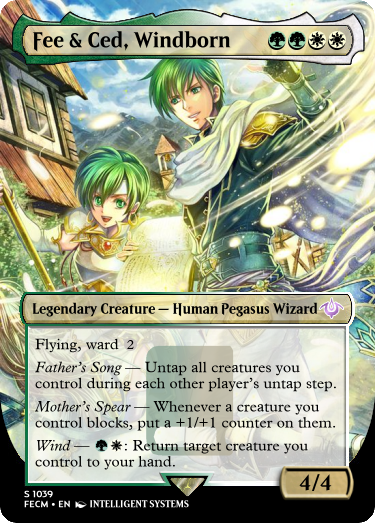 Fee & Ced, Windborn
Legendary Creature — Human Pegasus Wizard
Flying, ward 2
Father's Song — Untap all creatures you
control during each other player's untap step.
Mother's Spear — Whenever a creature you
control blocks, put a +1/+1 counter on them.
Wind — : Return target creature you
control to your hand.
4/4
S 1039
FECM • EN INTELLIGENT SYSTEMS